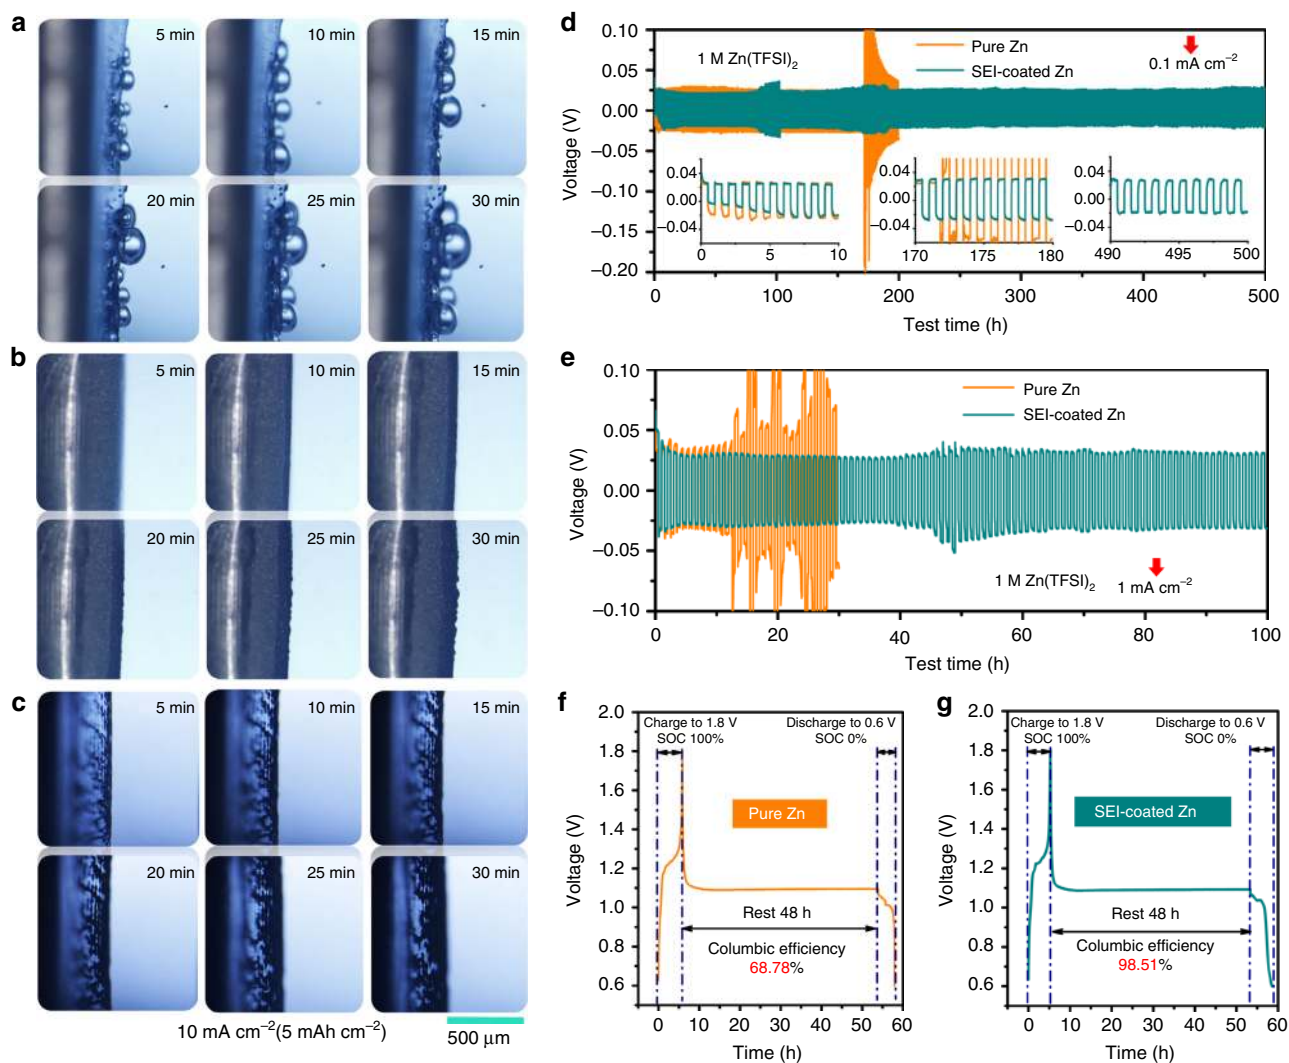 a
5 min
10 min
15 min
20 min
25 min
30 min
b
5 min
10 min
15 min
20 min
25 min
30 min
c
5 min
10 min
15 min
20 min
25 min
30 min
10 mA cm⁻²(5 mAh cm⁻²)
500 μm
d
Voltage (V)
0.10
0.05
0.00
−0.05
−0.10
−0.15
−0.20
1 M Zn(TFSI)₂
Pure Zn
SEI-coated Zn
0.1 mA cm⁻²
0.04
0.00
−0.04
0 5 10
0.04
0.00
−0.04
170 175 180
0.04
0.00
−0.04
490 495 500
0 100 200 300 400 500
Test time (h)
e
Voltage (V)
0.10
0.05
0.00
−0.05
−0.10
Pure Zn
SEI-coated Zn
1 M Zn(TFSI)₂
1 mA cm⁻²
0 20 40 60 80 100
Test time (h)
f
Voltage (V)
2.0
1.8
1.6
1.4
1.2
1.0
0.8
0.6
Charge to 1.8 V
SOC 100%
Discharge to 0.6 V
SOC 0%
Pure Zn
Rest 48 h
Columbic efficiency
68.78%
0 10 20 30 40 50 60
Time (h)
g
Voltage (V)
2.0
1.8
1.6
1.4
1.2
1.0
0.8
0.6
Charge to 1.8 V
SOC 100%
Discharge to 0.6 V
SOC 0%
SEI-coated Zn
Rest 48 h
Columbic efficiency
98.51%
0 10 20 30 40 50 60
Time (h)